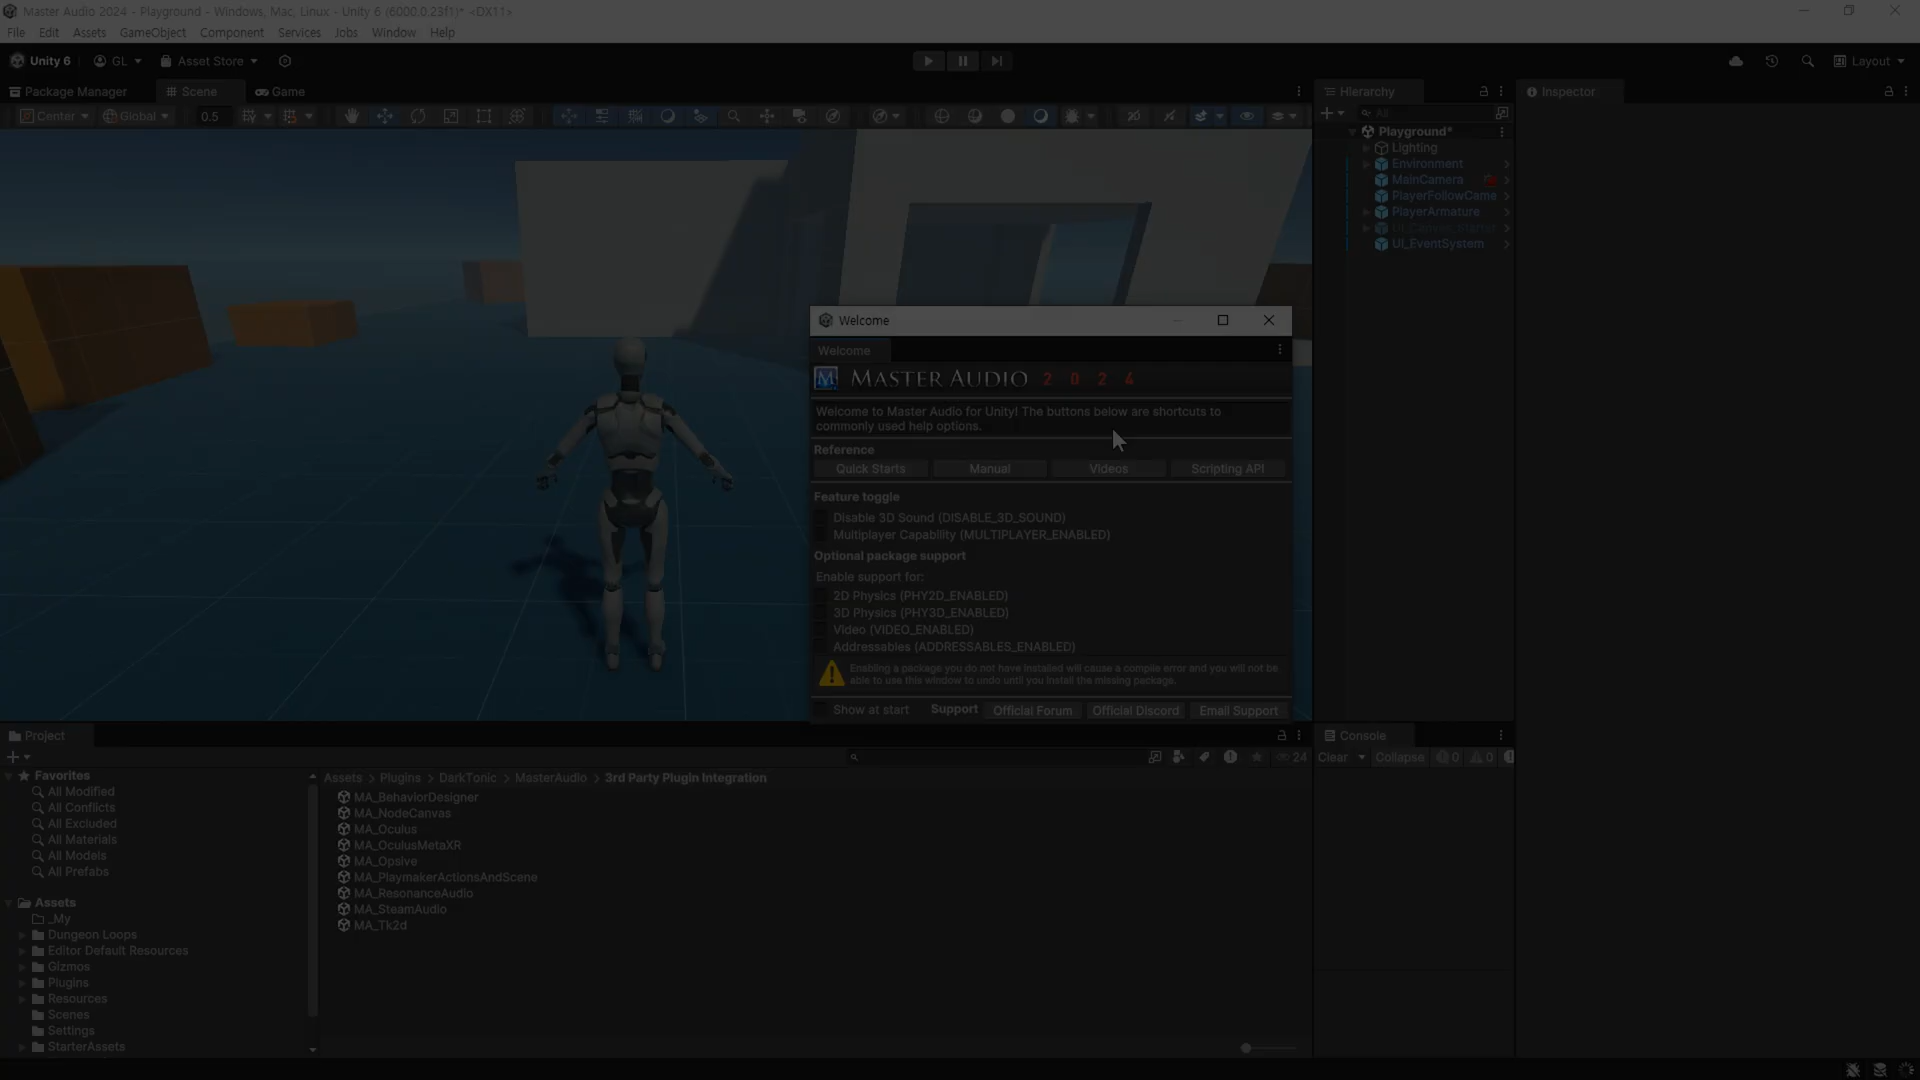 Master Audio 2024 - Playground - Windows, Mac, Linux - Unity 6 (6000.0.23f1)* <DX11>
File Edit Assets GameObject Component Services Jobs Window Help
Unity 6 GL Asset Store Layout
Package Manager Scene Game
Center Global 0.5 2D
Hierarchy
All
Playground*
Lighting
Environment
MainCamera
PlayerFollowCame
PlayerArmature
UI_EventSystem
Inspector
Welcome
Welcome
MASTER AUDIO 2024
Welcome to Master Audio for Unity! The buttons below are shortcuts to
commonly used help options.
Reference
Quick Starts Manual Videos Scripting API
Feature toggle
Disable 3D Sound (DISABLE_3D_SOUND)
Multiplayer Capability (MULTIPLAYER_ENABLED)
Optional package support
Enable support for:
2D Physics (PHY2D_ENABLED)
3D Physics (PHY3D_ENABLED)
Video (VIDEO_ENABLED)
Addressables (ADDRESSABLES_ENABLED)
Enabling a package you do not have installed will cause a compile error and you will not be
able to use this window to undo until you install the missing package.
Show at start Support Official Forum Official Discord Email Support
Project
24
Favorites
All Modified
All Conflicts
All Excluded
All Materials
All Models
All Prefabs
Assets
_My
Dungeon Loops
Editor Default Resources
Gizmos
Plugins
Resources
Scenes
Settings
StarterAssets
Assets > Plugins > DarkTonic > MasterAudio > 3rd Party Plugin Integration
MA_BehaviorDesigner
MA_NodeCanvas
MA_Oculus
MA_OculusMetaXR
MA_Opsive
MA_PlaymakerActionsAndScene
MA_ResonanceAudio
MA_SteamAudio
MA_Tk2d
Console
Clear Collapse 0 0